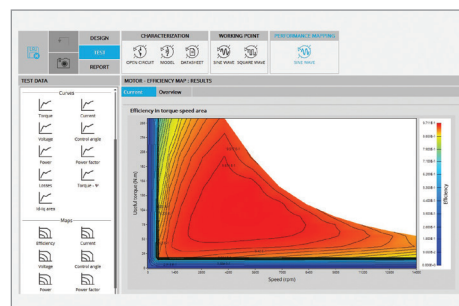 DESIGN
TEST
REPORT
CHARACTERIZATION
OPEN CIRCUIT MODEL DATASHEET
WORKING POINT
SINE WAVE SQUARE WAVE
PERFORMANCE MAPPING
SINE WAVE
TEST DATA
Curves
Torque Current
Voltage Control angle
Power Power factor
Losses Torque - Ψ
Id-Iq area
Maps
Efficiency Current
Voltage Control angle
Power Power factor
MOTOR - EFFICIENCY MAP : RESULTS
Current Overview
Efficiency in torque speed area
Useful torque (N.m)
Efficiency
Speed (rpm)